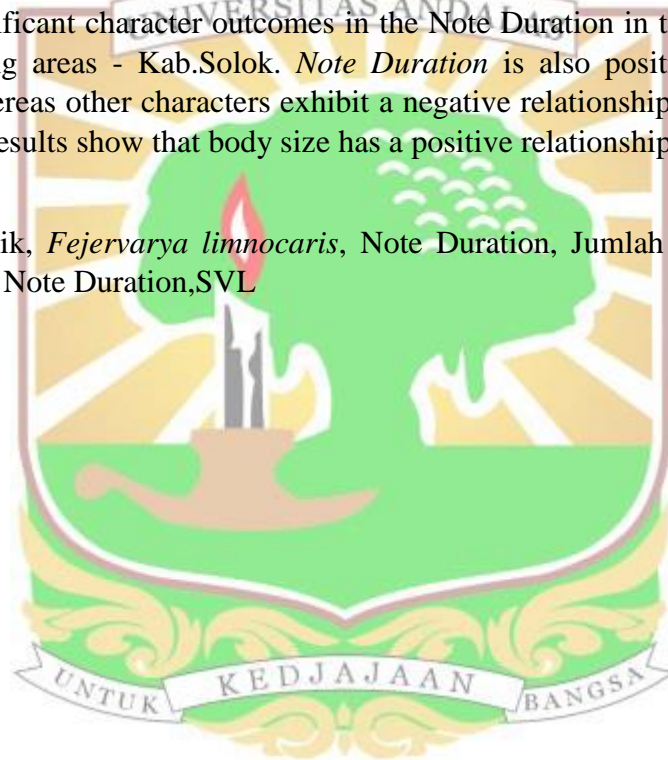 UNIVERSITAS ANDALAS
ficant character outcomes in the Note Duration in t
g areas - Kab.Solok. Note Duration is also posit
ereas other characters exhibit a negative relationship
esults show that body size has a positive relationship
ik, Fejervarya limnocaris, Note Duration, Jumlah
Note Duration,SVL
UNTUK KEDJAJAAN BANGSA